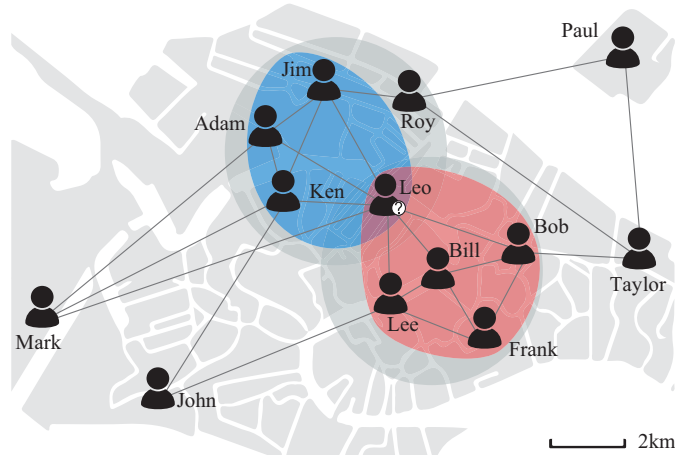 Paul
Jim
Roy
Adam
Ken
Leo
?
Bob
Bill
Taylor
Lee
Frank
Mark
John
2km